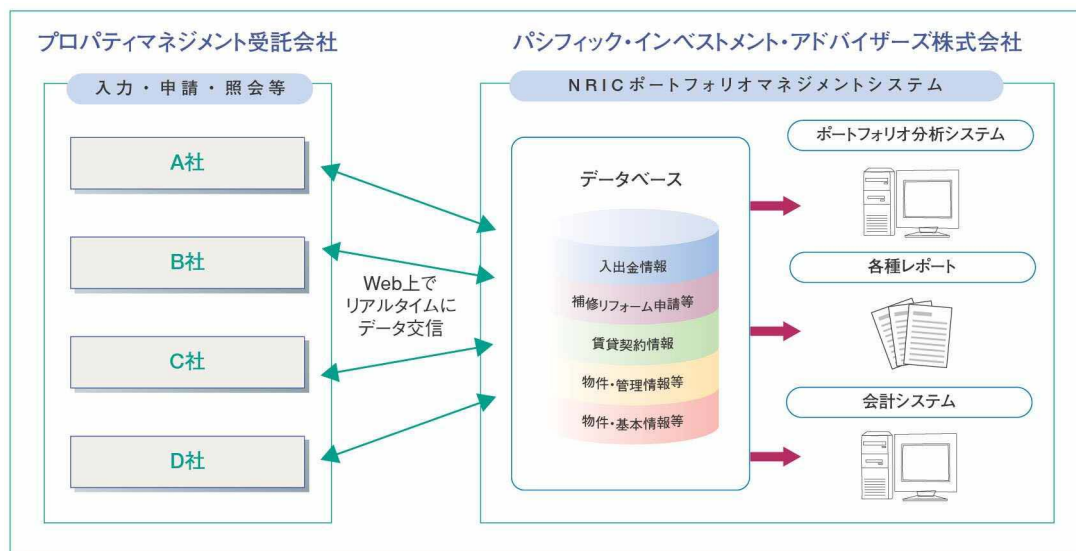 プロパティマネジメント受託会社
入力・申請・照会等
A社
B社
C社
D社
Web上で
リアルタイムに
データ交信
パシフィック・インベストメント・アドバイザーズ株式会社
NRICポートフォリオマネジメントシステム
データベース
入出金情報
補修リフォーム申請等
賃貸契約情報
物件・管理情報等
物件・基本情報等
ポートフォリオ分析システム
各種レポート
会計システム